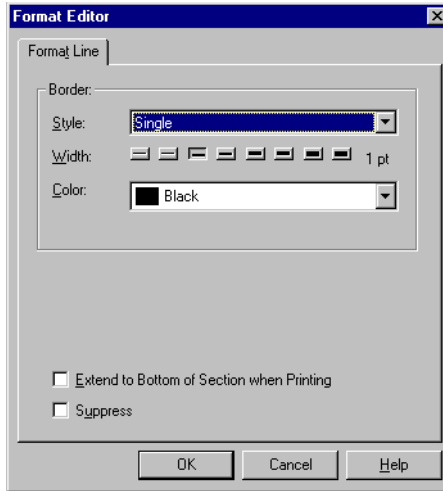 Format Editor
Format Line
Border:
Style: Single
Width: 1 pt
Color: Black
Extend to Bottom of Section when Printing
Suppress
OK Cancel Help